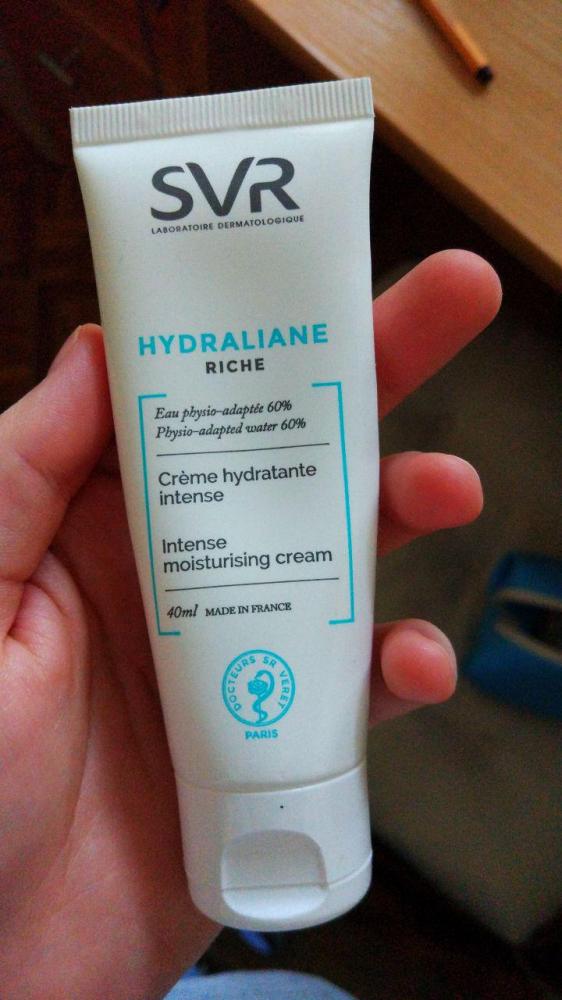 SVR
LABORATOIRE DERMATOLOGIQUE
HYDRALIANE
RICHE
Eau physio-adaptée 60%
Physio-adapted water 60%
Crème hydratante
intense
Intense
moisturising cream
40ml MADE IN FRANCE
DOCTEURS SR VERET
PARIS